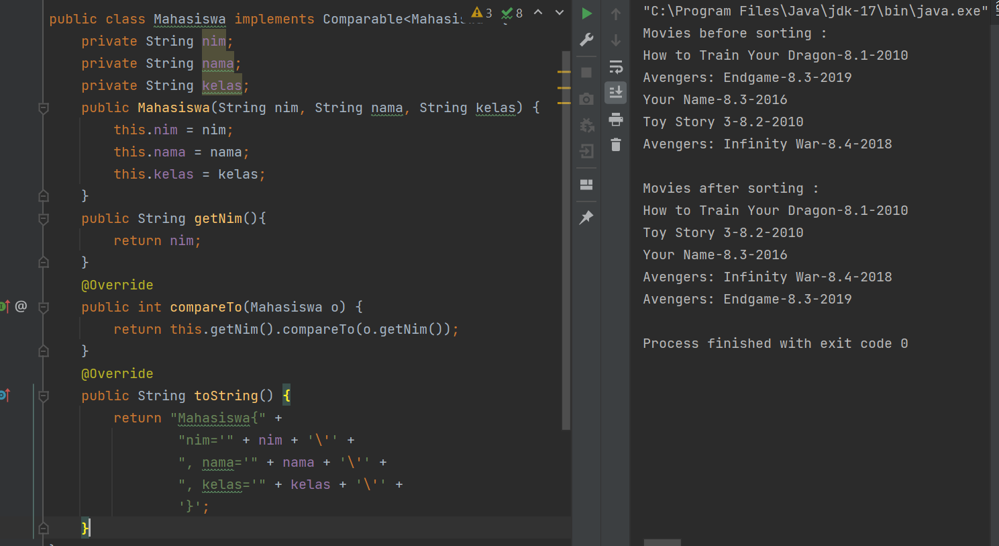 public class Mahasiswa implements Comparable<Mahasis
3 8
private String nim;
private String nama;
private String kelas;
public Mahasiswa(String nim, String nama, String kelas) {
this.nim = nim;
this.nama = nama;
this.kelas = kelas;
}
public String getNim(){
return nim;
}
@Override
@
public int compareTo(Mahasiswa o) {
return this.getNim().compareTo(o.getNim());
}
@Override
public String toString() {
return "Mahasiswa{" +
"nim='" + nim + '\'' +
", nama='" + nama + '\'' +
", kelas='" + kelas + '\'' +
'}';
}
"C:\Program Files\Java\jdk-17\bin\java.exe"
Movies before sorting :
How to Train Your Dragon-8.1-2010
Avengers: Endgame-8.3-2019
Your Name-8.3-2016
Toy Story 3-8.2-2010
Avengers: Infinity War-8.4-2018
Movies after sorting :
How to Train Your Dragon-8.1-2010
Toy Story 3-8.2-2010
Your Name-8.3-2016
Avengers: Infinity War-8.4-2018
Avengers: Endgame-8.3-2019
Process finished with exit code 0